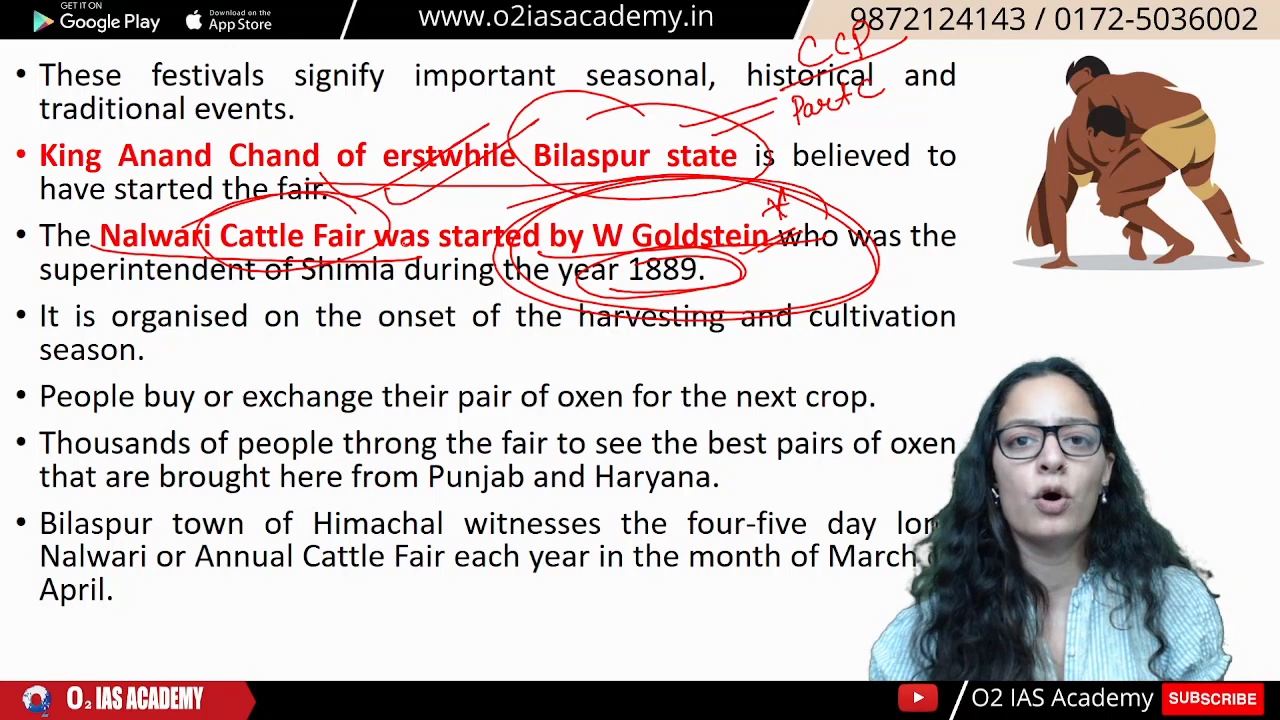 GET IT ON
Google Play
Download on the
App Store
www.o2iasacademy.in
9872124143 / 0172-5036002
CCP
Part C
• These festivals signify important seasonal, historical and
traditional events.
• King Anand Chand of erstwhile Bilaspur state is believed to
have started the fair.
• The Nalwari Cattle Fair was started by W Goldstein who was the
superintendent of Shimla during the year 1889.
• It is organised on the onset of the harvesting and cultivation
season.
• People buy or exchange their pair of oxen for the next crop.
• Thousands of people throng the fair to see the best pairs of oxen
that are brought here from Punjab and Haryana.
• Bilaspur town of Himachal witnesses the four-five day
Nalwari or Annual Cattle Fair each year in the month of March
April.
O2 IAS ACADEMY
O2 IAS Academy
SUBSCRIBE